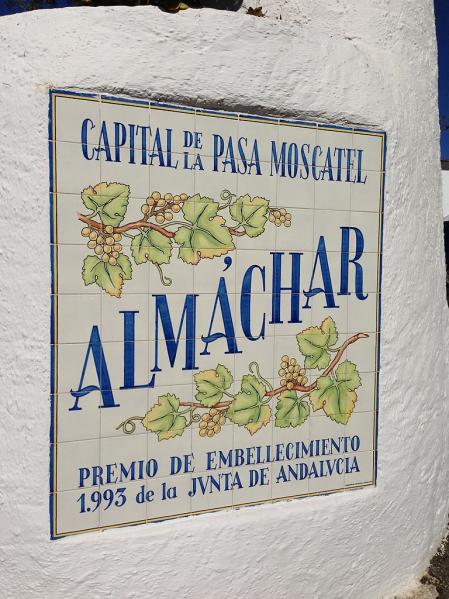 CAPITAL DE LA PASA MOSCATEL
ALMÁCHAR
PREMIO DE EMBELLECIMIENTO
1.993 de la JVNTA DE ANDALVCIA